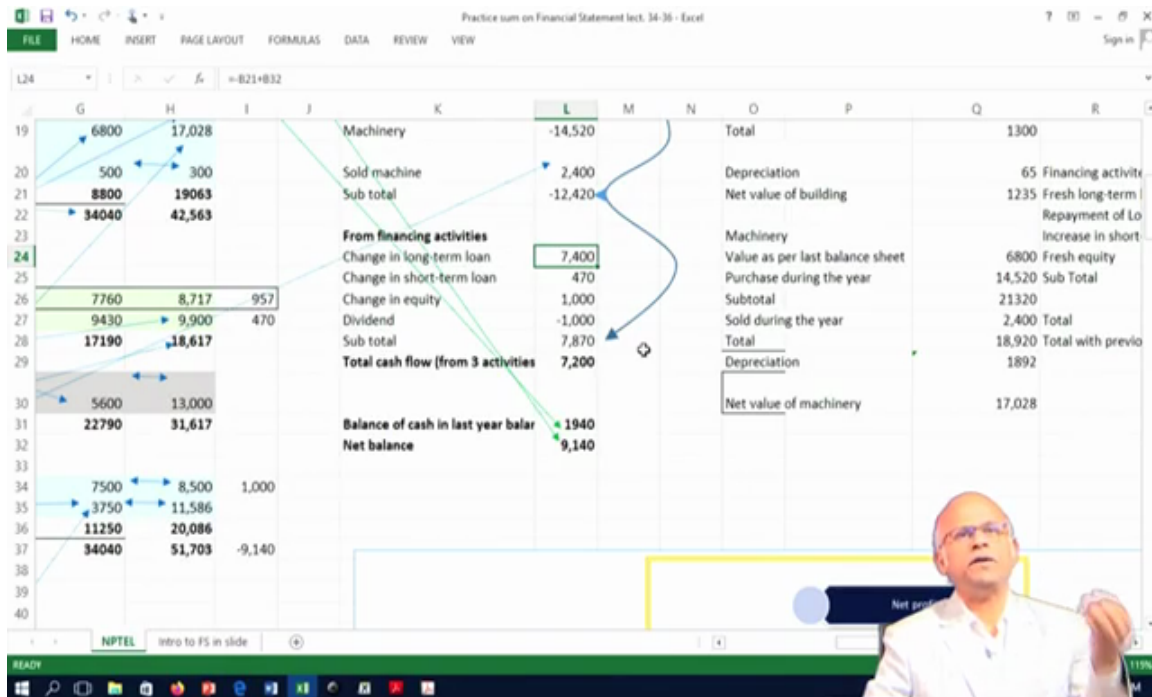 Practice sum on Financial Statement lect. 34-36 - Excel
Sign in
FILE HOME INSERT PAGE LAYOUT FORMULAS DATA REVIEW VIEW
L24 =-B21+B32
G H I J K L M N O P Q R
19 6800 17,028 Machinery -14,520 Total 1300
20 500 300 Sold machine 2,400 Depreciation 65 Financing activite
21 8800 19063 Sub total -12,420 Net value of building 1235 Fresh long-term
22 34040 42,563 Repayment of Lo
23 From financing activities Machinery Increase in short
24 Change in long-term loan 7,400 Value as per last balance sheet 6800 Fresh equity
25 Change in short-term loan 470 Purchase during the year 14,520 Sub Total
26 7760 8,717 957 Change in equity 1,000 Subtotal 21320
27 9430 9,900 470 Dividend -1,000 Sold during the year 2,400 Total
28 17190 18,617 Sub total 7,870 Total 18,920 Total with previo
29 Total cash flow (from 3 activities 7,200 Depreciation 1892
30 5600 13,000 Net value of machinery 17,028
31 22790 31,617 Balance of cash in last year balar 1940
32 Net balance 9,140
33
34 7500 8,500 1,000
35 3750 11,586
36 11250 20,086
37 34040 51,703 -9,140
38
39
40 Net prof
NPTEL Intro to FS in slide
READY 115%